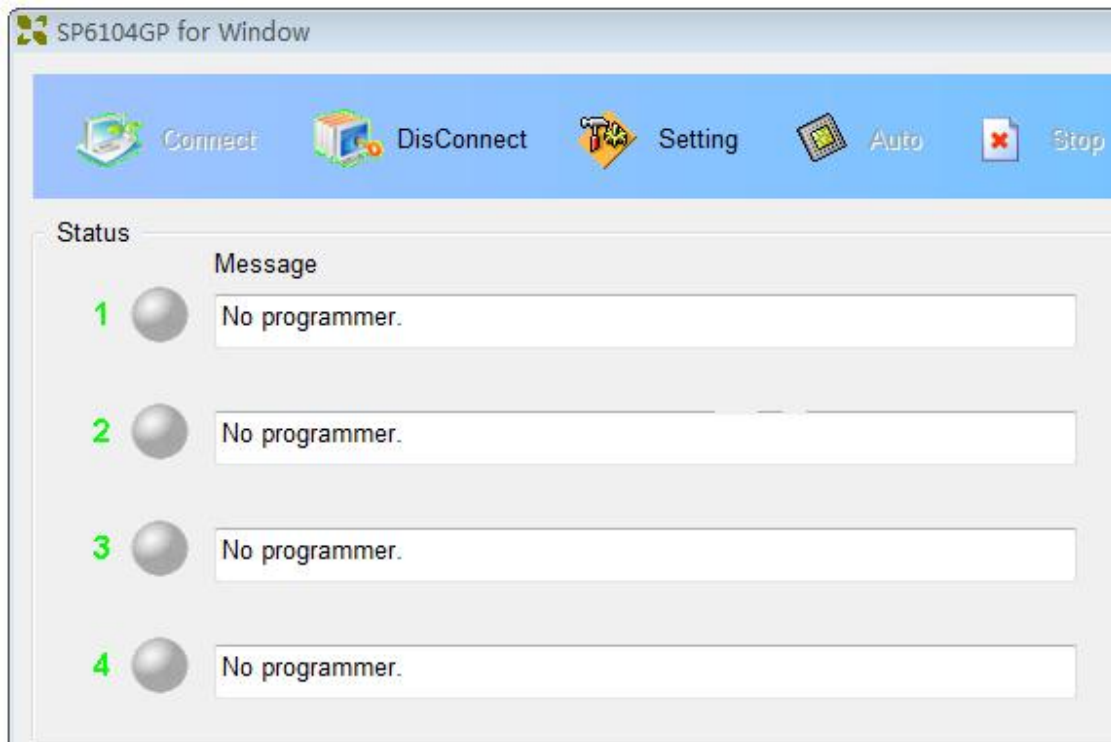 SP6104GP for Window
Connect DisConnect Setting Auto Stop
Status
Message
1 No programmer.
2 No programmer.
3 No programmer.
4 No programmer.